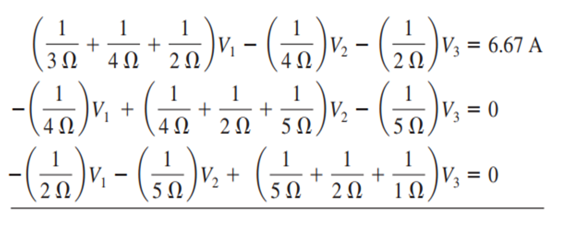 (1/3 Ω + 1/4 Ω + 1/2 Ω)V₁ − (1/4 Ω)V₂ − (1/2 Ω)V₃ = 6.67 A
−(1/4 Ω)V₁ + (1/4 Ω + 1/2 Ω + 1/5 Ω)V₂ − (1/5 Ω)V₃ = 0
−(1/2 Ω)V₁ − (1/5 Ω)V₂ + (1/5 Ω + 1/2 Ω + 1/1 Ω)V₃ = 0